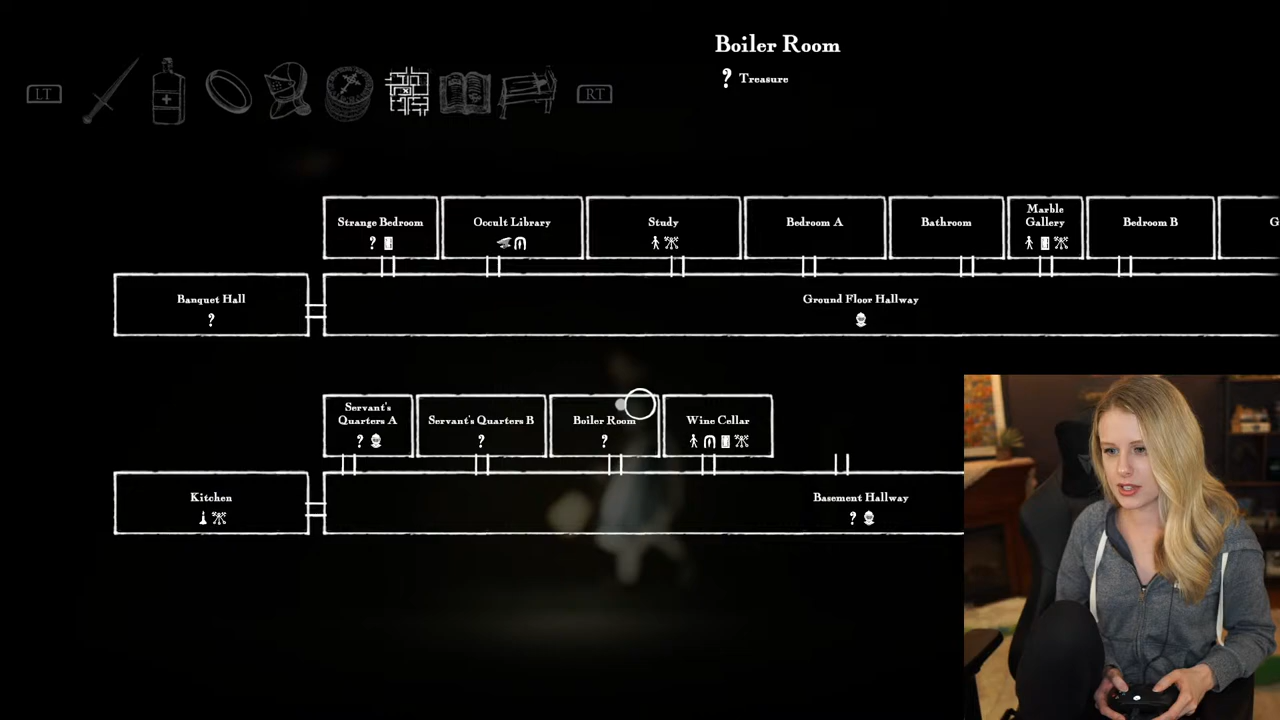 Boiler Room
? Treasure
LT
RT
Strange Bedroom
?
Occult Library
Study
Bedroom A
Bathroom
Marble
Gallery
Bedroom B
G
Banquet Hall
?
Ground Floor Hallway
Servant's
Quarters A
?
Servant's Quarters B
?
Boiler Room
?
Wine Cellar
Kitchen
Basement Hallway
?